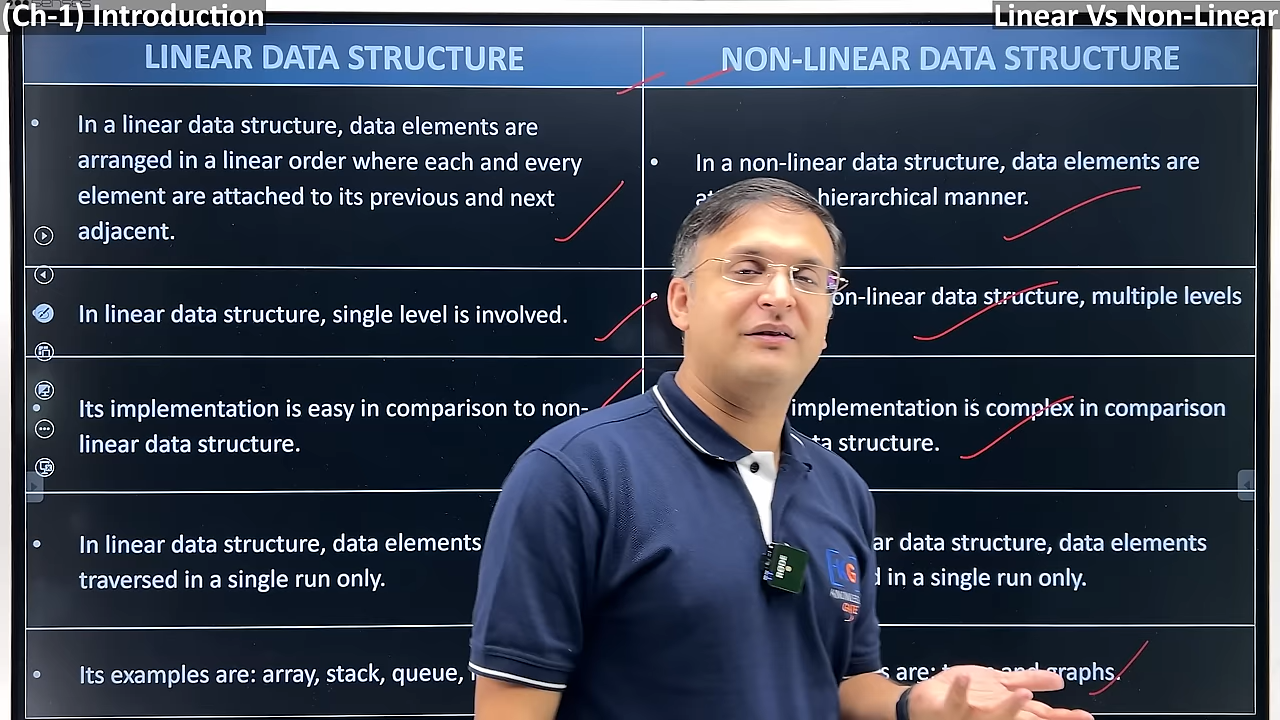 (Ch-1) Introduction
Linear Vs Non-Linear
LINEAR DATA STRUCTURE
NON-LINEAR DATA STRUCTURE
In a linear data structure, data elements are
arranged in a linear order where each and every
element are attached to its previous and next
adjacent.
In a non-linear data structure, data elements are
hierarchical manner.
In linear data structure, single level is involved.
on-linear data structure, multiple levels
Its implementation is easy in comparison to non-
linear data structure.
implementation is complex in comparison
structure.
In linear data structure, data elements
traversed in a single run only.
data structure, data elements
in a single run only.
Its examples are: array, stack, queue,
are: and graphs.
RODE